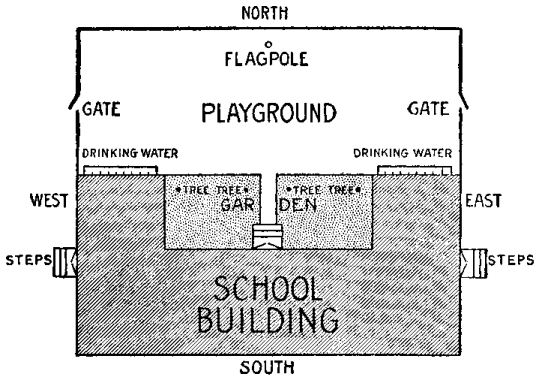 NORTH
FLAGPOLE
GATE
PLAYGROUND
GATE
DRINKING WATER
DRINKING WATER
TREE TREE
TREE TREE
WEST
GAR DEN
EAST
STEPS
STEPS
SCHOOL
BUILDING
SOUTH